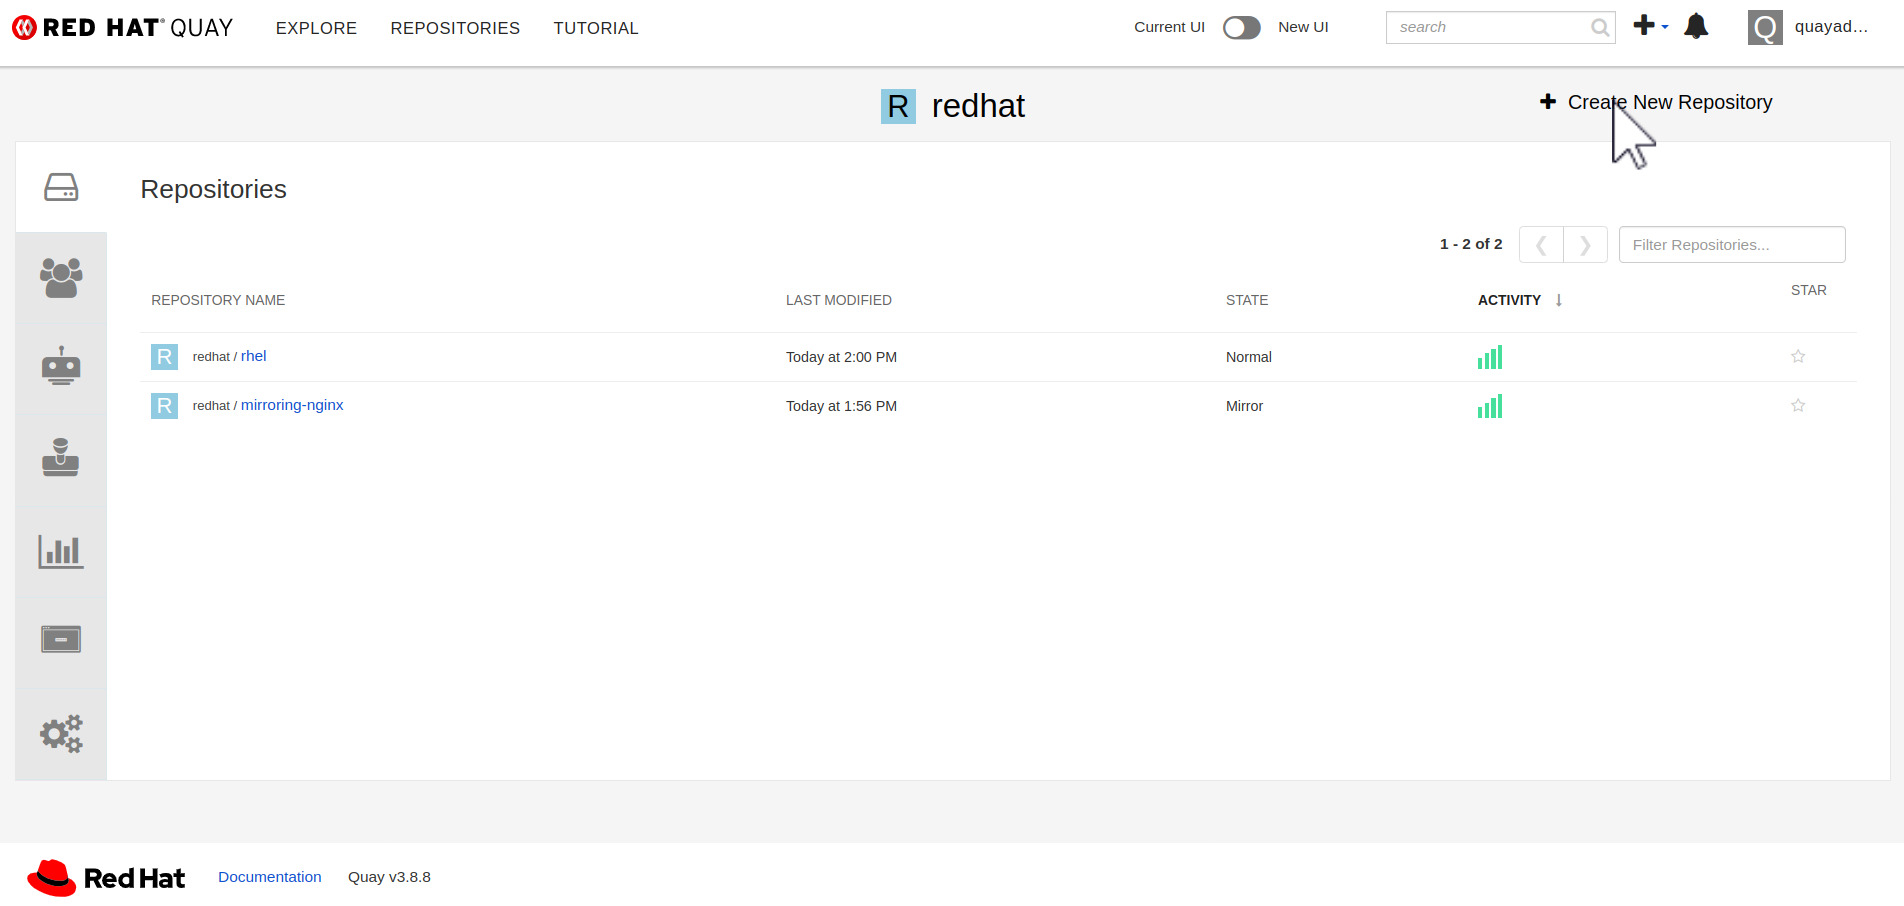 RED HAT® QUAY EXPLORE REPOSITORIES TUTORIAL Current UI New UI search Q quayad...
R redhat Create New Repository
Repositories
1 - 2 of 2 Filter Repositories...
REPOSITORY NAME LAST MODIFIED STATE ACTIVITY STAR
R redhat / rhel Today at 2:00 PM Normal
R redhat / mirroring-nginx Today at 1:56 PM Mirror
Red Hat Documentation Quay v3.8.8